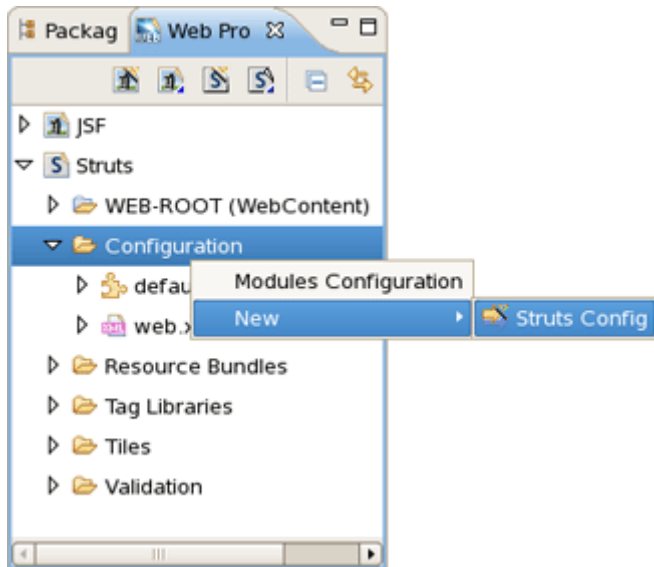 Packag Web Pro
JSF
Struts
WEB-ROOT (WebContent)
Configuration
defau
Modules Configuration
web.x
New
Struts Config
Resource Bundles
Tag Libraries
Tiles
Validation